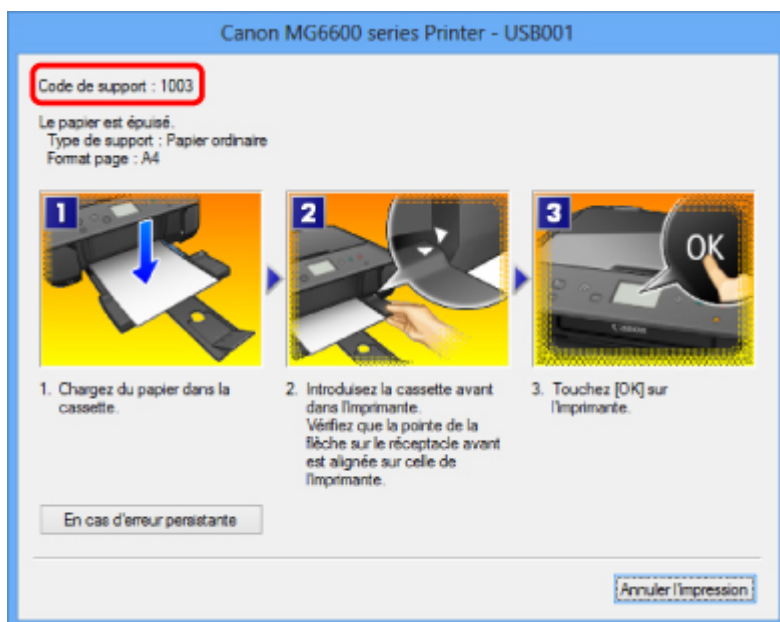 Canon MG6600 series Printer - USB001
Code de support : 1003
Le papier est épuisé.
Type de support : Papier ordinaire
Format page : A4
1
2
3
OK
Canon
1. Chargez du papier dans la
cassette.
2. Introduisez la cassette avant
dans l'imprimante.
Vérifiez que la pointe de la
flèche sur le réceptacle avant
est alignée sur celle de
l'imprimante.
3. Touchez [OK] sur
l'imprimante.
En cas d'erreur persistante
Annuler l'impression